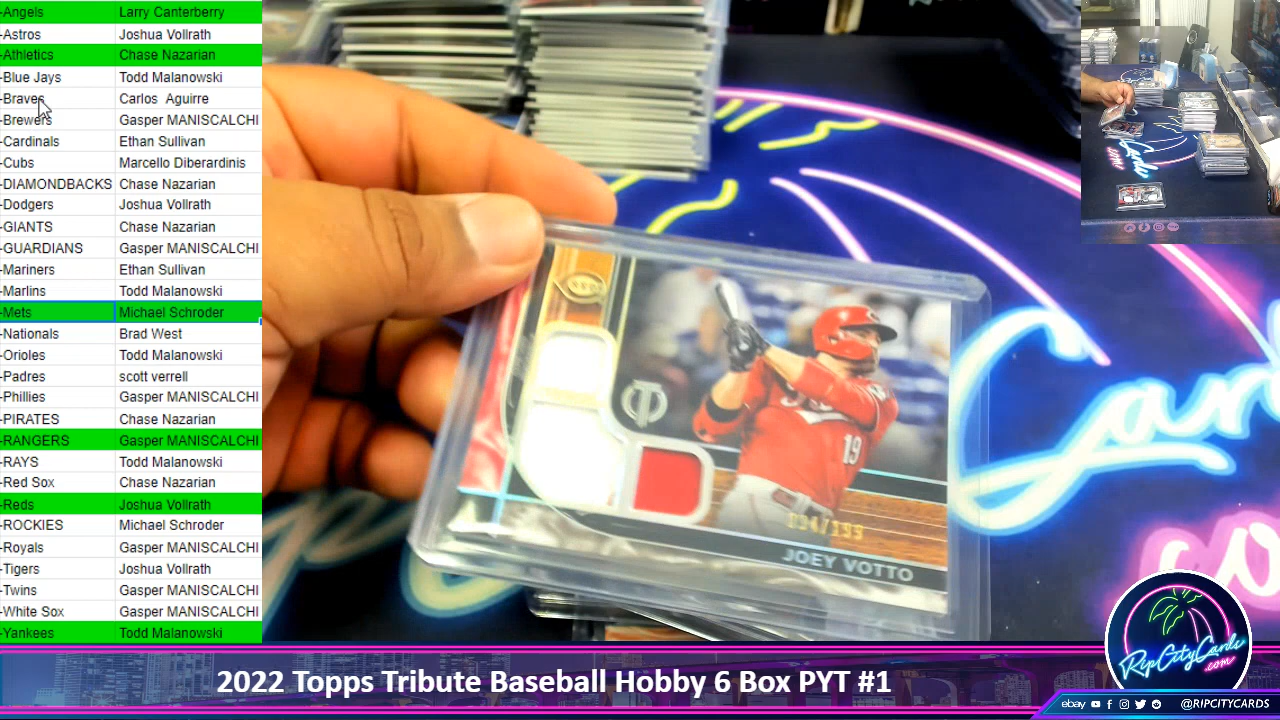 -Angels Larry Canterberry
-Astros Joshua Vollrath
-Athletics Chase Nazarian
-Blue Jays Todd Malanowski
-Braves Carlos Aguirre
-Brewers Gasper MANISCALCHI
-Cardinals Ethan Sullivan
-Cubs Marcello Diberardinis
-DIAMONDBACKS Chase Nazarian
-Dodgers Joshua Vollrath
-GIANTS Chase Nazarian
-GUARDIANS Gasper MANISCALCHI
-Mariners Ethan Sullivan
-Marlins Todd Malanowski
-Mets Michael Schroder
-Nationals Brad West
-Orioles Todd Malanowski
-Padres scott verrell
-Phillies Gasper MANISCALCHI
-PIRATES Chase Nazarian
-RANGERS Gasper MANISCALCHI
-RAYS Todd Malanowski
-Red Sox Chase Nazarian
-Reds Joshua Vollrath
-ROCKIES Michael Schroder
-Royals Gasper MANISCALCHI
-Tigers Joshua Vollrath
-Twins Gasper MANISCALCHI
-White Sox Gasper MANISCALCHI
-Yankees Todd Malanowski
19
JOEY VOTTO
2022 Topps Tribute Baseball Hobby 6 Box PYT #1
RipCityCards
.com
ebay @RIPCITYCARDS